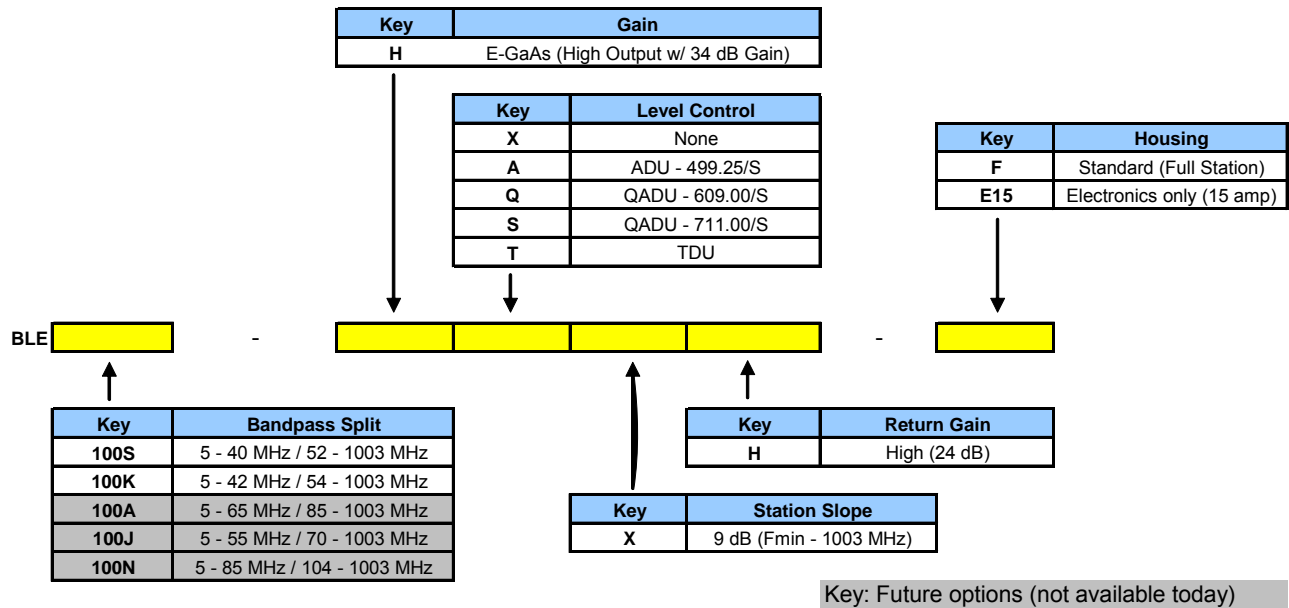 Key Gain
H E-GaAs (High Output w/ 34 dB Gain)
Key Level Control
X None
A ADU - 499.25/S
Q QADU - 609.00/S
S QADU - 711.00/S
T TDU
Key Housing
F Standard (Full Station)
E15 Electronics only (15 amp)
BLE - -
Key Bandpass Split
100S 5 - 40 MHz / 52 - 1003 MHz
100K 5 - 42 MHz / 54 - 1003 MHz
100A 5 - 65 MHz / 85 - 1003 MHz
100J 5 - 55 MHz / 70 - 1003 MHz
100N 5 - 85 MHz / 104 - 1003 MHz
Key Return Gain
H High (24 dB)
Key Station Slope
X 9 dB (Fmin - 1003 MHz)
Key: Future options (not available today)